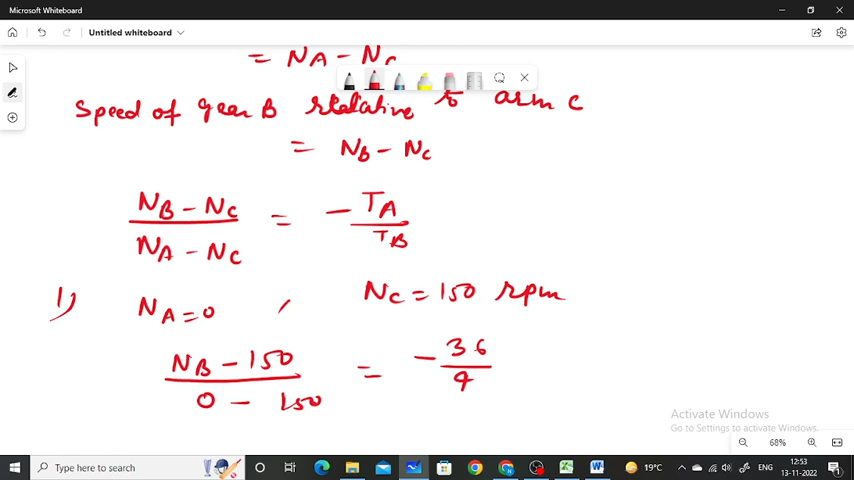 Microsoft Whiteboard
Untitled whiteboard
= NA - NC
Speed of gear B relative to arm C
= NB - NC
NB - NC = - TA
NA - NC TB
1) NA = 0 , NC = 150 rpm
NB - 150 = - 36
0 - 150 4
Activate Windows
Go to Settings to activate Windows.
68%
Type here to search
19°C
ENG
12:53
13-11-2022